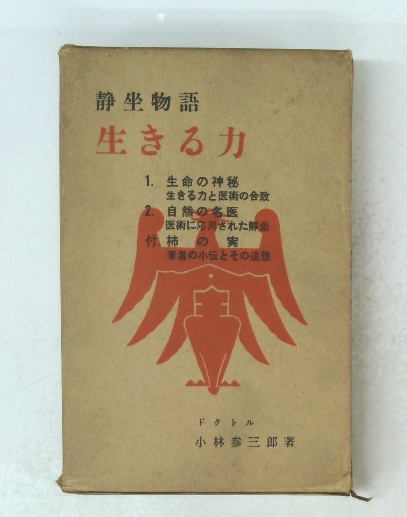 静坐物語
生きる力
1. 生命の神秘
生きる力と医術の合致
2. 自然の名医
医術に応用された静坐
付. 柿の実
著者の小伝とその追想
ドクトル
小林参三郎著